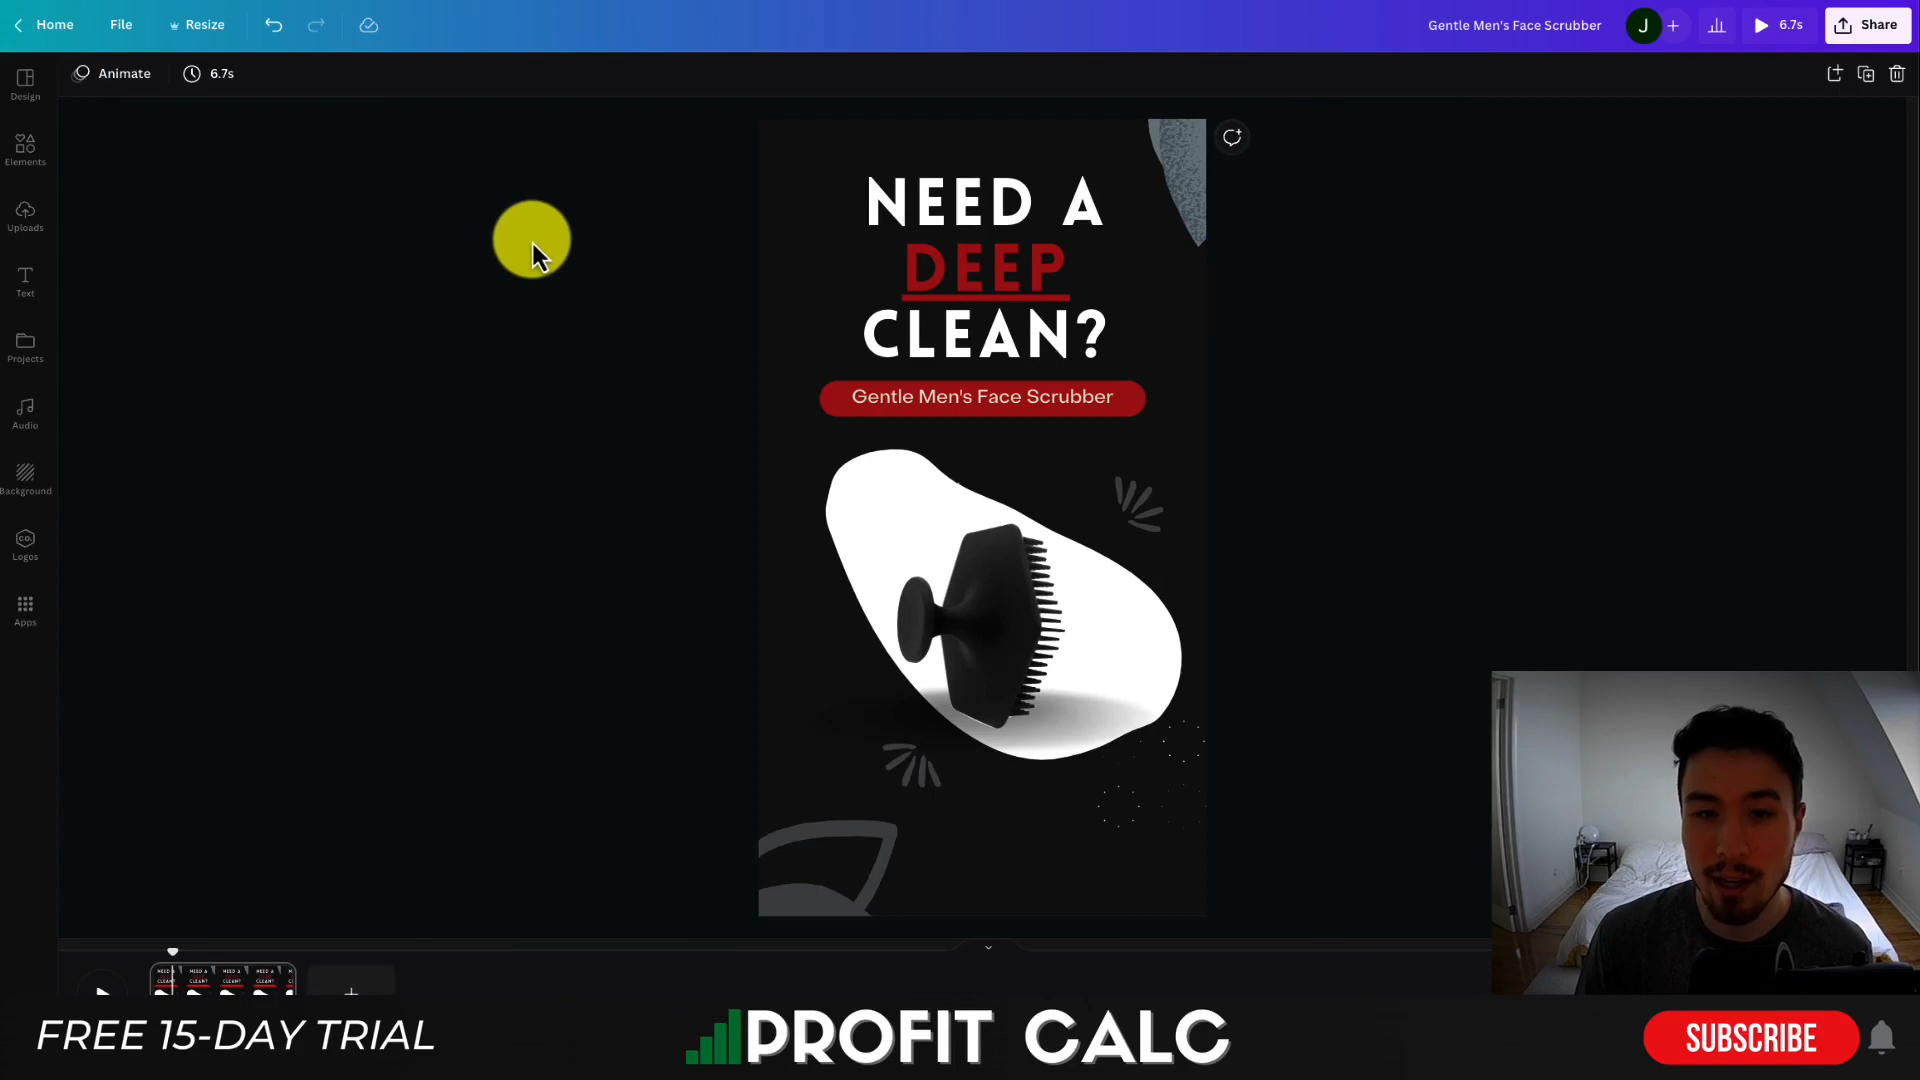 Home
File
Resize
Gentle Men's Face Scrubber
J
6.7s
Share
Animate
6.7s
Design
Elements
Uploads
Text
Projects
Audio
Background
CO.
Logos
Apps
NEED A
DEEP
CLEAN?
Gentle Men's Face Scrubber
FREE 15-DAY TRIAL
PROFIT CALC
SUBSCRIBE